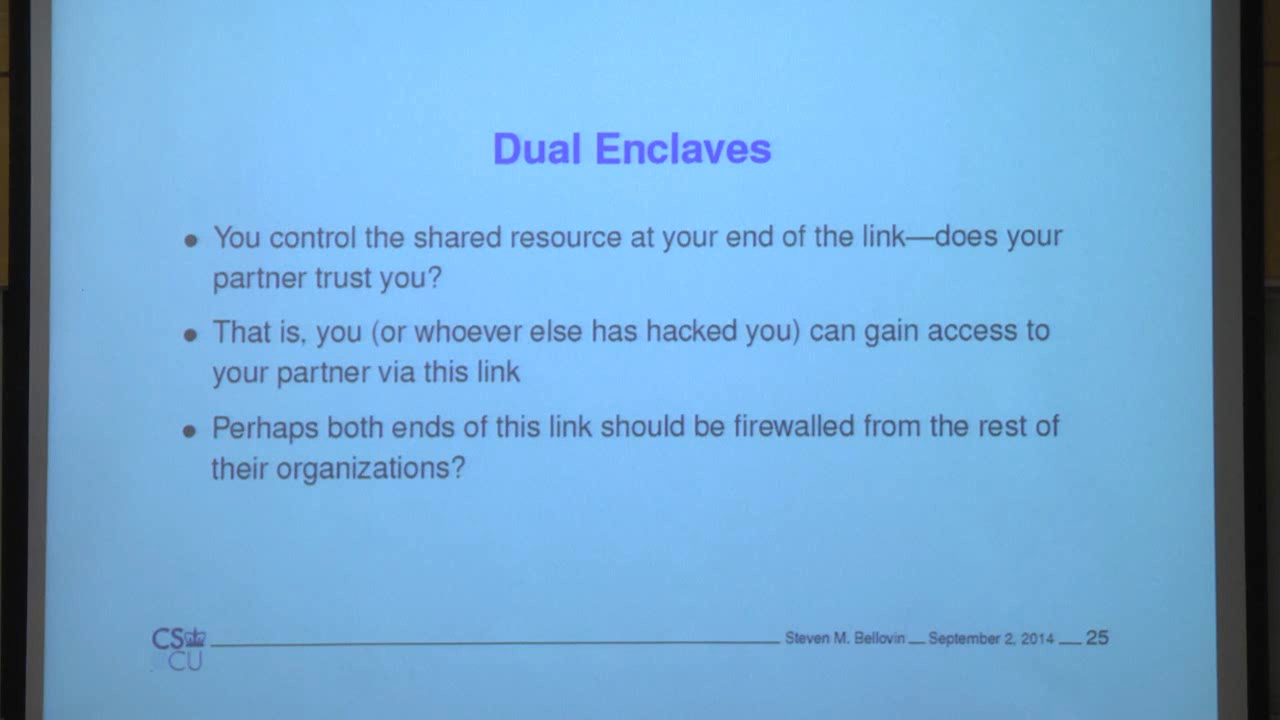 Dual Enclaves
• You control the shared resource at your end of the link—does your
partner trust you?
• That is, you (or whoever else has hacked you) can gain access to
your partner via this link
• Perhaps both ends of this link should be firewalled from the rest of
their organizations?
CS
CU
Steven M. Bellovin — September 2, 2014 — 25